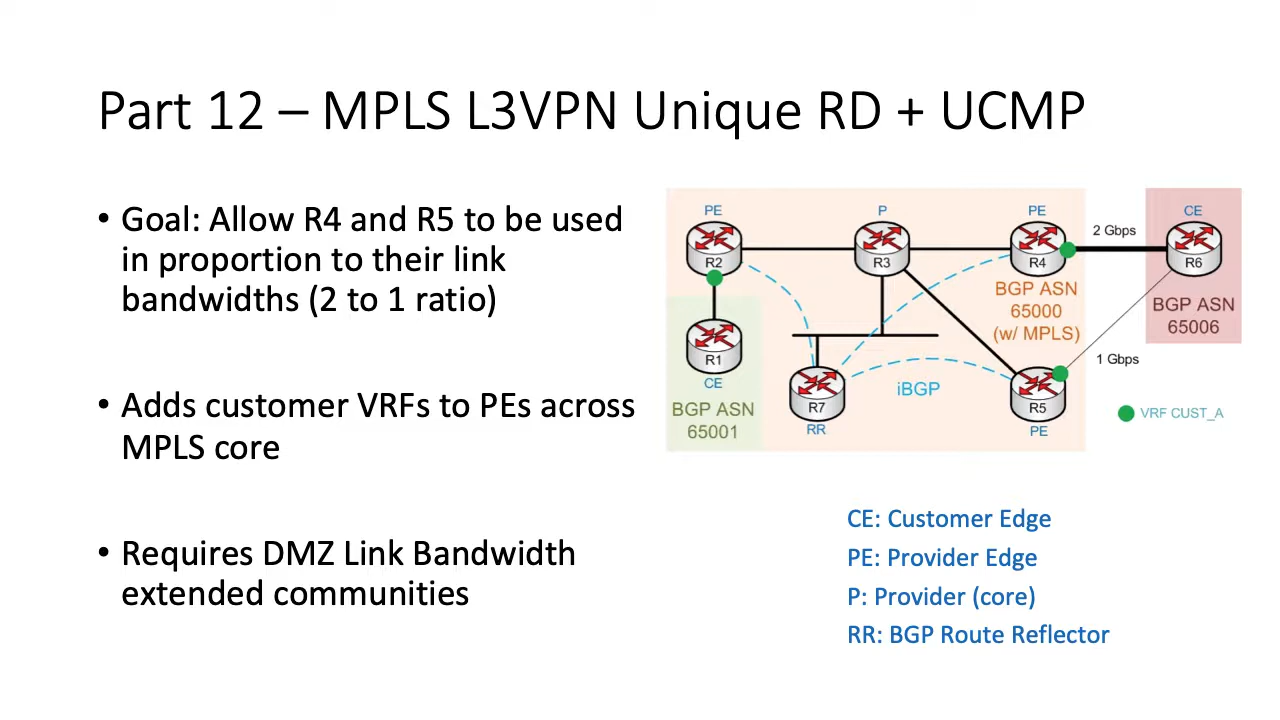 Part 12 – MPLS L3VPN Unique RD + UCMP
• Goal: Allow R4 and R5 to be used
in proportion to their link
bandwidths (2 to 1 ratio)
• Adds customer VRFs to PEs across
MPLS core
• Requires DMZ Link Bandwidth
extended communities
PE
P
PE
CE
2 Gbps
R2
R3
R4
R6
BGP ASN
65000
(w/ MPLS)
BGP ASN
65006
R1
CE
BGP ASN
65001
1 Gbps
iBGP
R7
RR
R5
PE
VRF CUST_A
CE: Customer Edge
PE: Provider Edge
P: Provider (core)
RR: BGP Route Reflector